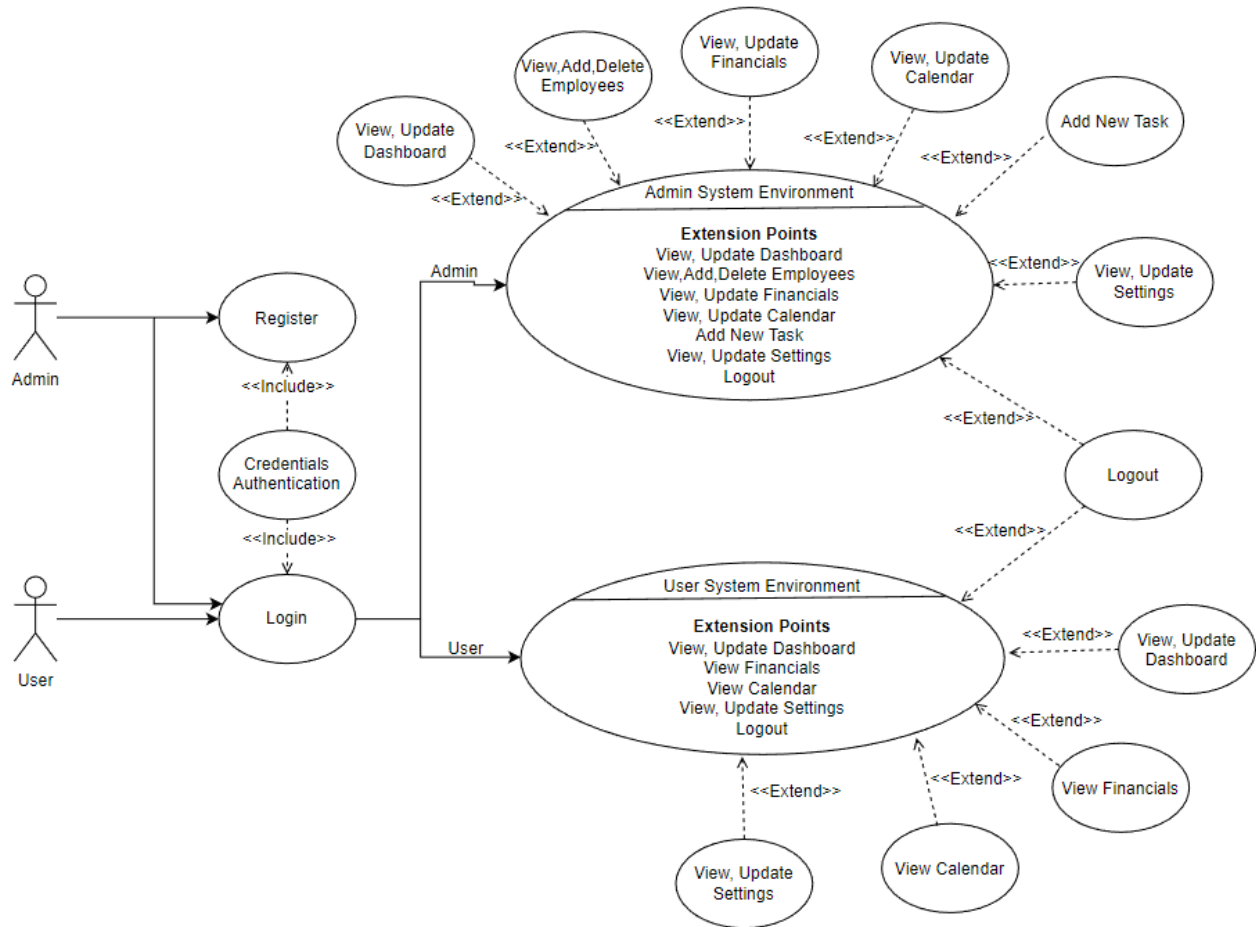 View, Update
Financials
View,Add,Delete
Employees
View, Update
Calendar
View, Update
Dashboard
Add New Task
<<Extend>>
<<Extend>>
<<Extend>>
<<Extend>>
<<Extend>>
Admin System Environment
Extension Points
View, Update Dashboard
View,Add,Delete Employees
View, Update Financials
View, Update Calendar
Add New Task
View, Update Settings
Logout
<<Extend>>
View, Update
Settings
Admin
Register
Admin
<<Include>>
Credentials
Authentication
<<Include>>
<<Extend>>
Logout
<<Extend>>
Login
User
User
User System Environment
Extension Points
View, Update Dashboard
View Financials
View Calendar
View, Update Settings
Logout
<<Extend>>
View, Update
Dashboard
<<Extend>>
View Financials
<<Extend>>
View Calendar
<<Extend>>
View, Update
Settings